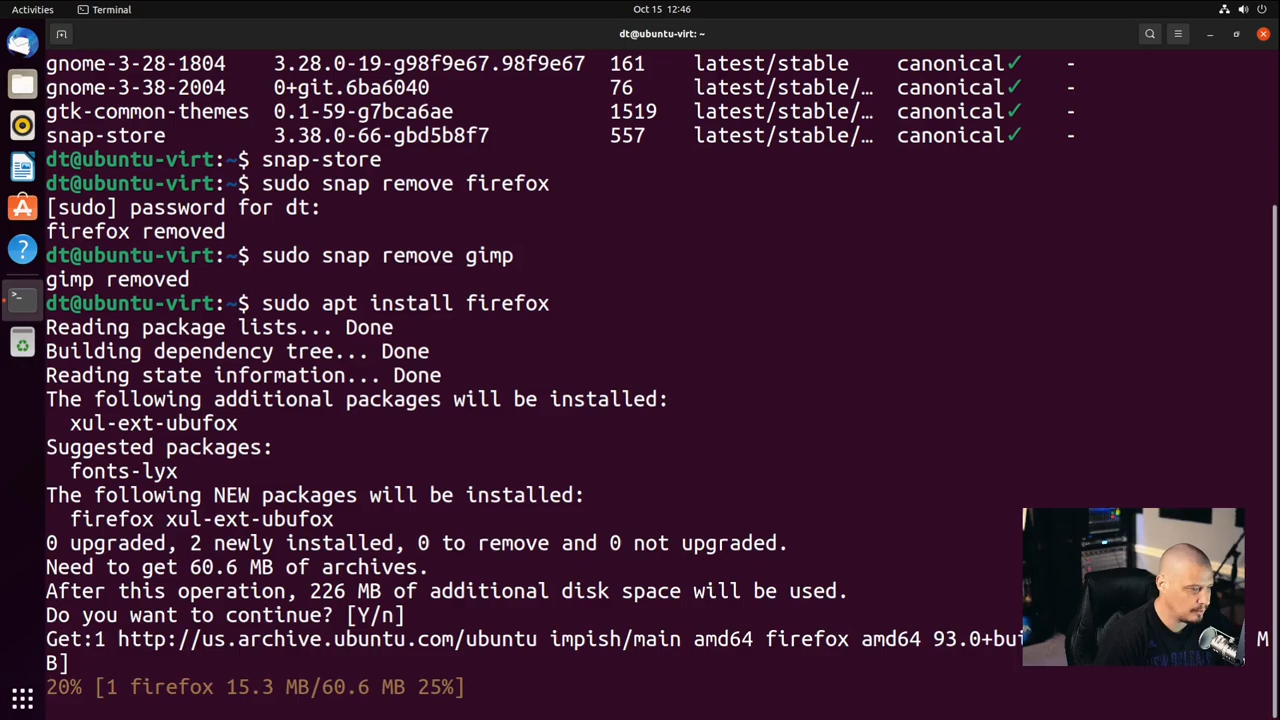 Activities
Terminal
Oct 15 12:46
dt@ubuntu-virt: ~
gnome-3-28-1804 3.28.0-19-g98f9e67.98f9e67 161 latest/stable canonical✓ -
gnome-3-38-2004 0+git.6ba6040 76 latest/stable/… canonical✓ -
gtk-common-themes 0.1-59-g7bca6ae 1519 latest/stable/… canonical✓ -
snap-store 3.38.0-66-gbd5b8f7 557 latest/stable/… canonical✓ -
dt@ubuntu-virt:~$ snap-store
dt@ubuntu-virt:~$ sudo snap remove firefox
[sudo] password for dt:
firefox removed
dt@ubuntu-virt:~$ sudo snap remove gimp
gimp removed
dt@ubuntu-virt:~$ sudo apt install firefox
Reading package lists... Done
Building dependency tree... Done
Reading state information... Done
The following additional packages will be installed:
xul-ext-ubufox
Suggested packages:
fonts-lyx
The following NEW packages will be installed:
firefox xul-ext-ubufox
0 upgraded, 2 newly installed, 0 to remove and 0 not upgraded.
Need to get 60.6 MB of archives.
After this operation, 226 MB of additional disk space will be used.
Do you want to continue? [Y/n]
Get:1 http://us.archive.ubuntu.com/ubuntu impish/main amd64 firefox amd64 93.0+bui M
B]
20% [1 firefox 15.3 MB/60.6 MB 25%]